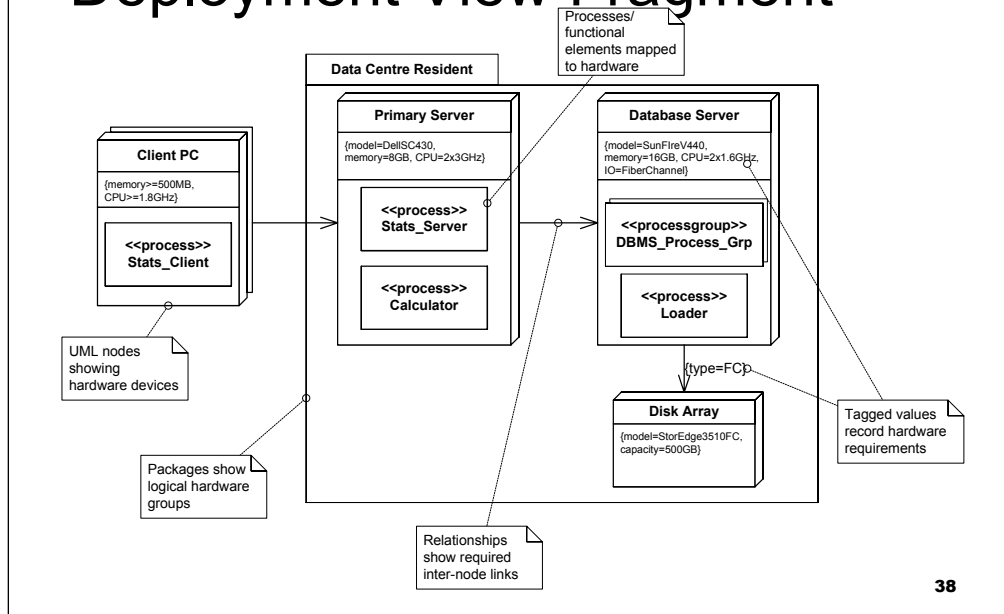 Deployment View Fragment
Processes/
functional
elements mapped
to hardware
Data Centre Resident
Primary Server
{model=DellSC430,
memory=8GB, CPU=2x3GHz}
Database Server
{model=SunFIreV440,
memory=16GB, CPU=2x1.6GHz,
IO=FiberChannel}
Client PC
{memory>=500MB,
CPU>=1.8GHz}
<<process>>
Stats_Client
<<process>>
Stats_Server
<<processgroup>>
DBMS_Process_Grp
<<process>>
Calculator
<<process>>
Loader
UML nodes
showing
hardware devices
{type=FC}
Disk Array
{model=StorEdge3510FC,
capacity=500GB}
Tagged values
record hardware
requirements
Packages show
logical hardware
groups
Relationships
show required
inter-node links
38